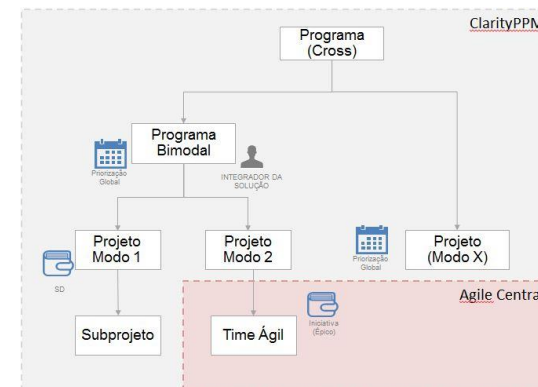 ClarityPPM
Programa
(Cross)
Programa
Bimodal
Priorização
Global
INTEGRADOR DA
SOLUÇÃO
Projeto
Modo 1
Projeto
Modo 2
Priorização
Global
Projeto
(Modo X)
SD
Agile Centra
Iniciativa
(Épico)
Subprojeto
Time Ágil